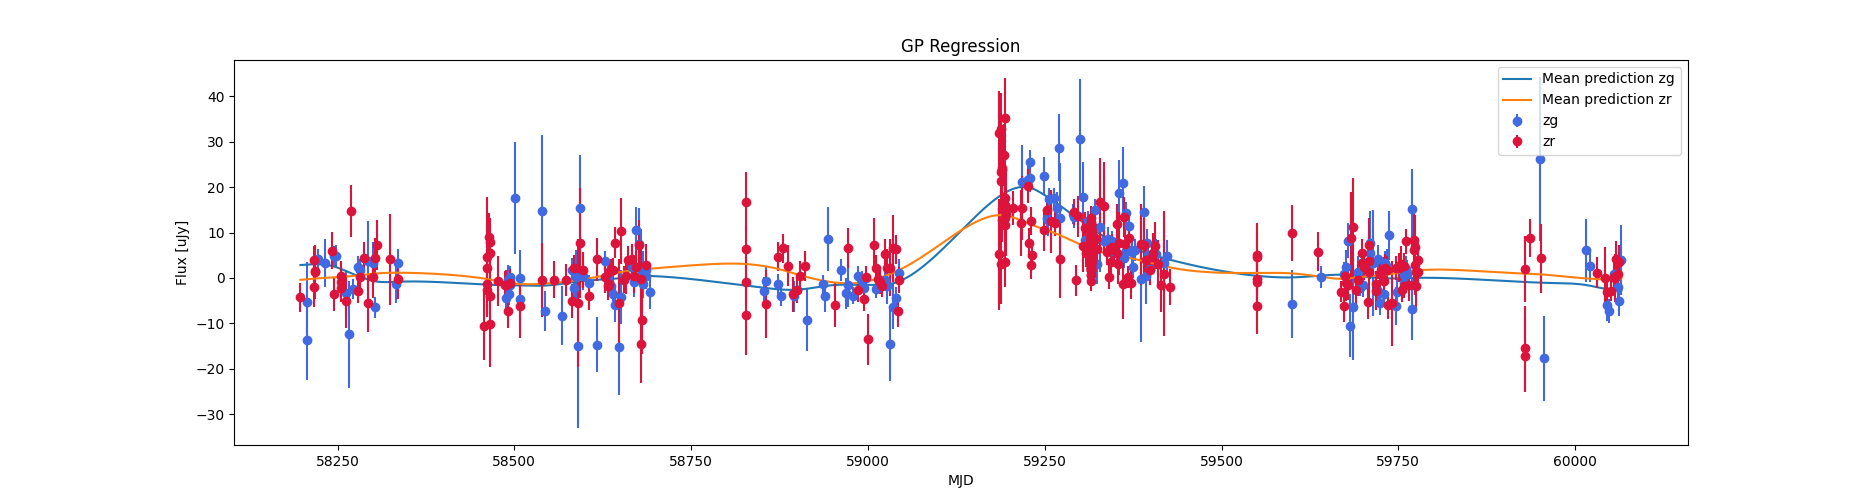 GP Regression
Flux [uJy]
40
30
20
10
0
−10
−20
−30
58250
58500
58750
59000
59250
59500
59750
60000
MJD
Mean prediction zg
Mean prediction zr
zg
zr